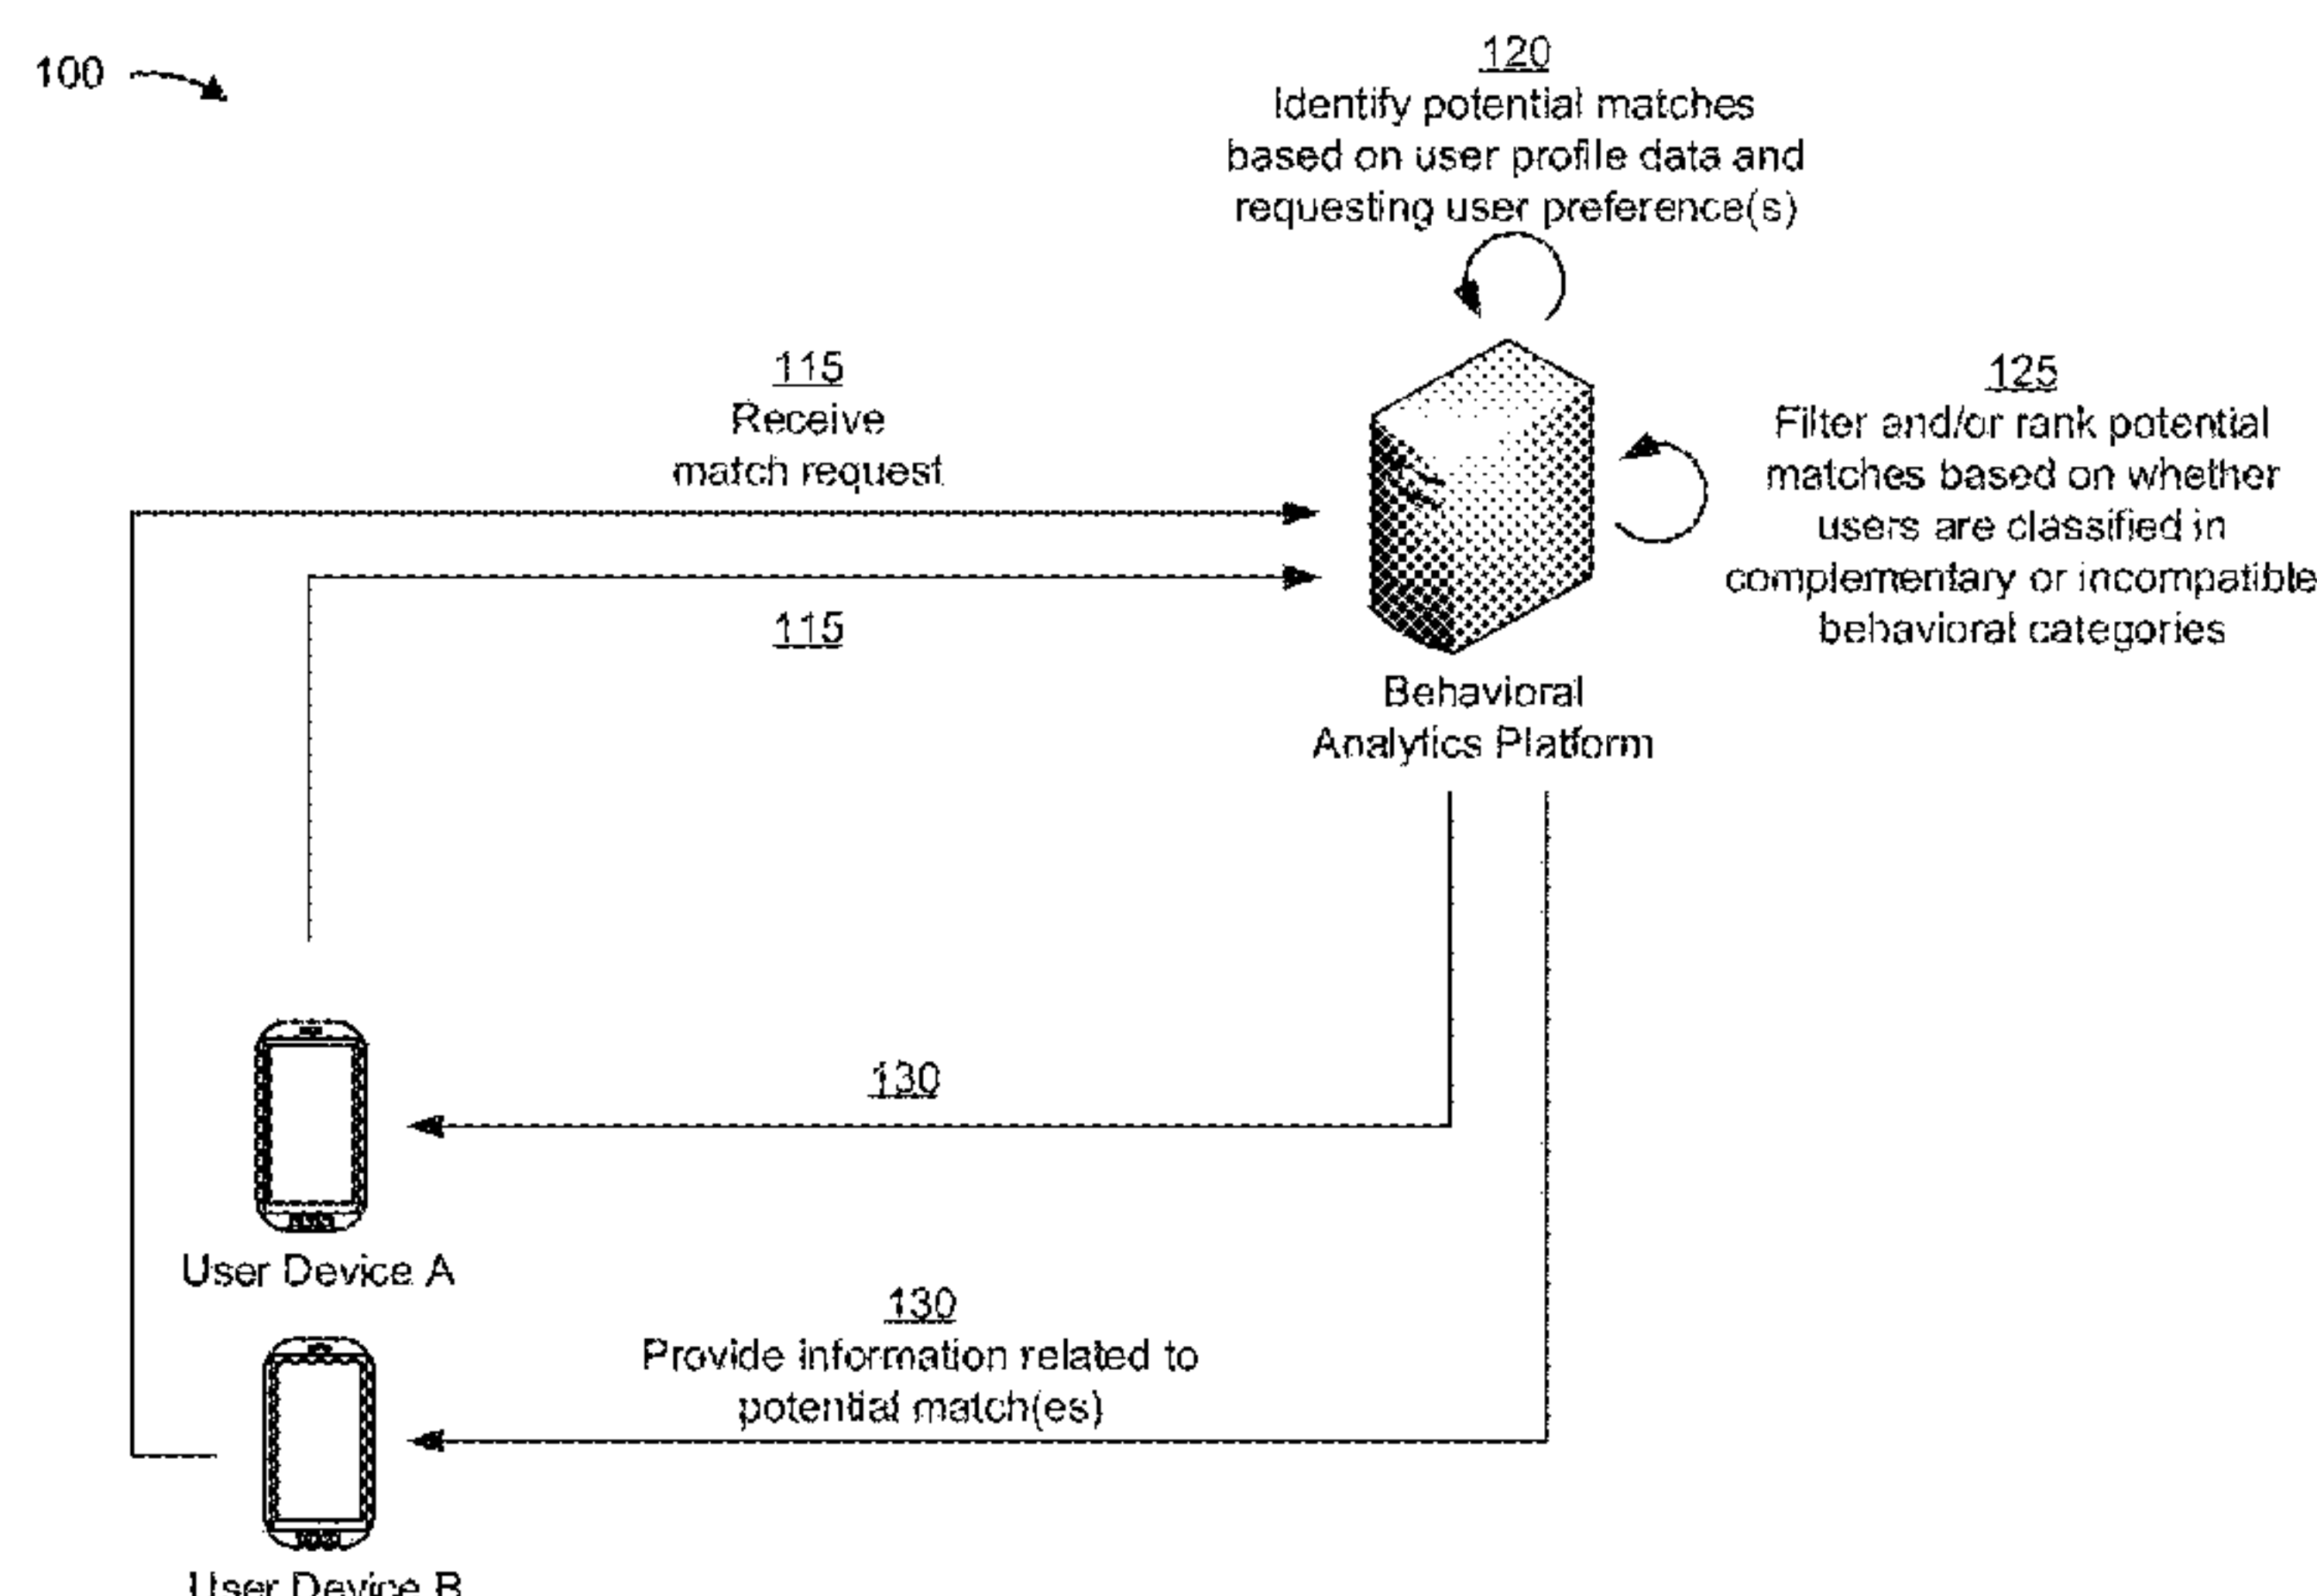 100
120
Identify potential matches
based on user profile data and
requesting user preference(s)
115
Receive
match request
125
Filter and/or rank potential
matches based on whether
users are classified in
complementary or incompatible
behavioral categories
115
Behavioral
Analytics Platform
130
User Device A
130
Provide information related to
potential match(es)
User Device B